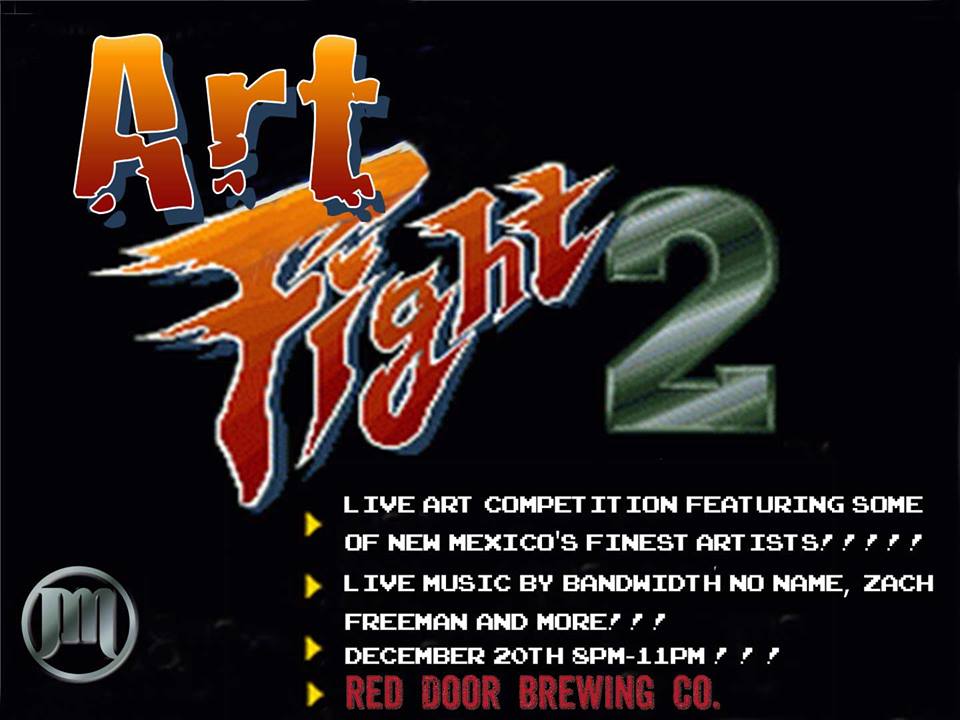 Art
Fight 2
LIVE ART COMPETITION FEATURING SOME
OF NEW MEXICO'S FINEST ARTISTS!!!!!
LIVE MUSIC BY BANDWIDTH NO NAME, ZACH
FREEMAN AND MORE!!!
DECEMBER 20TH 8PM-11PM !!!
RED DOOR BREWING CO.